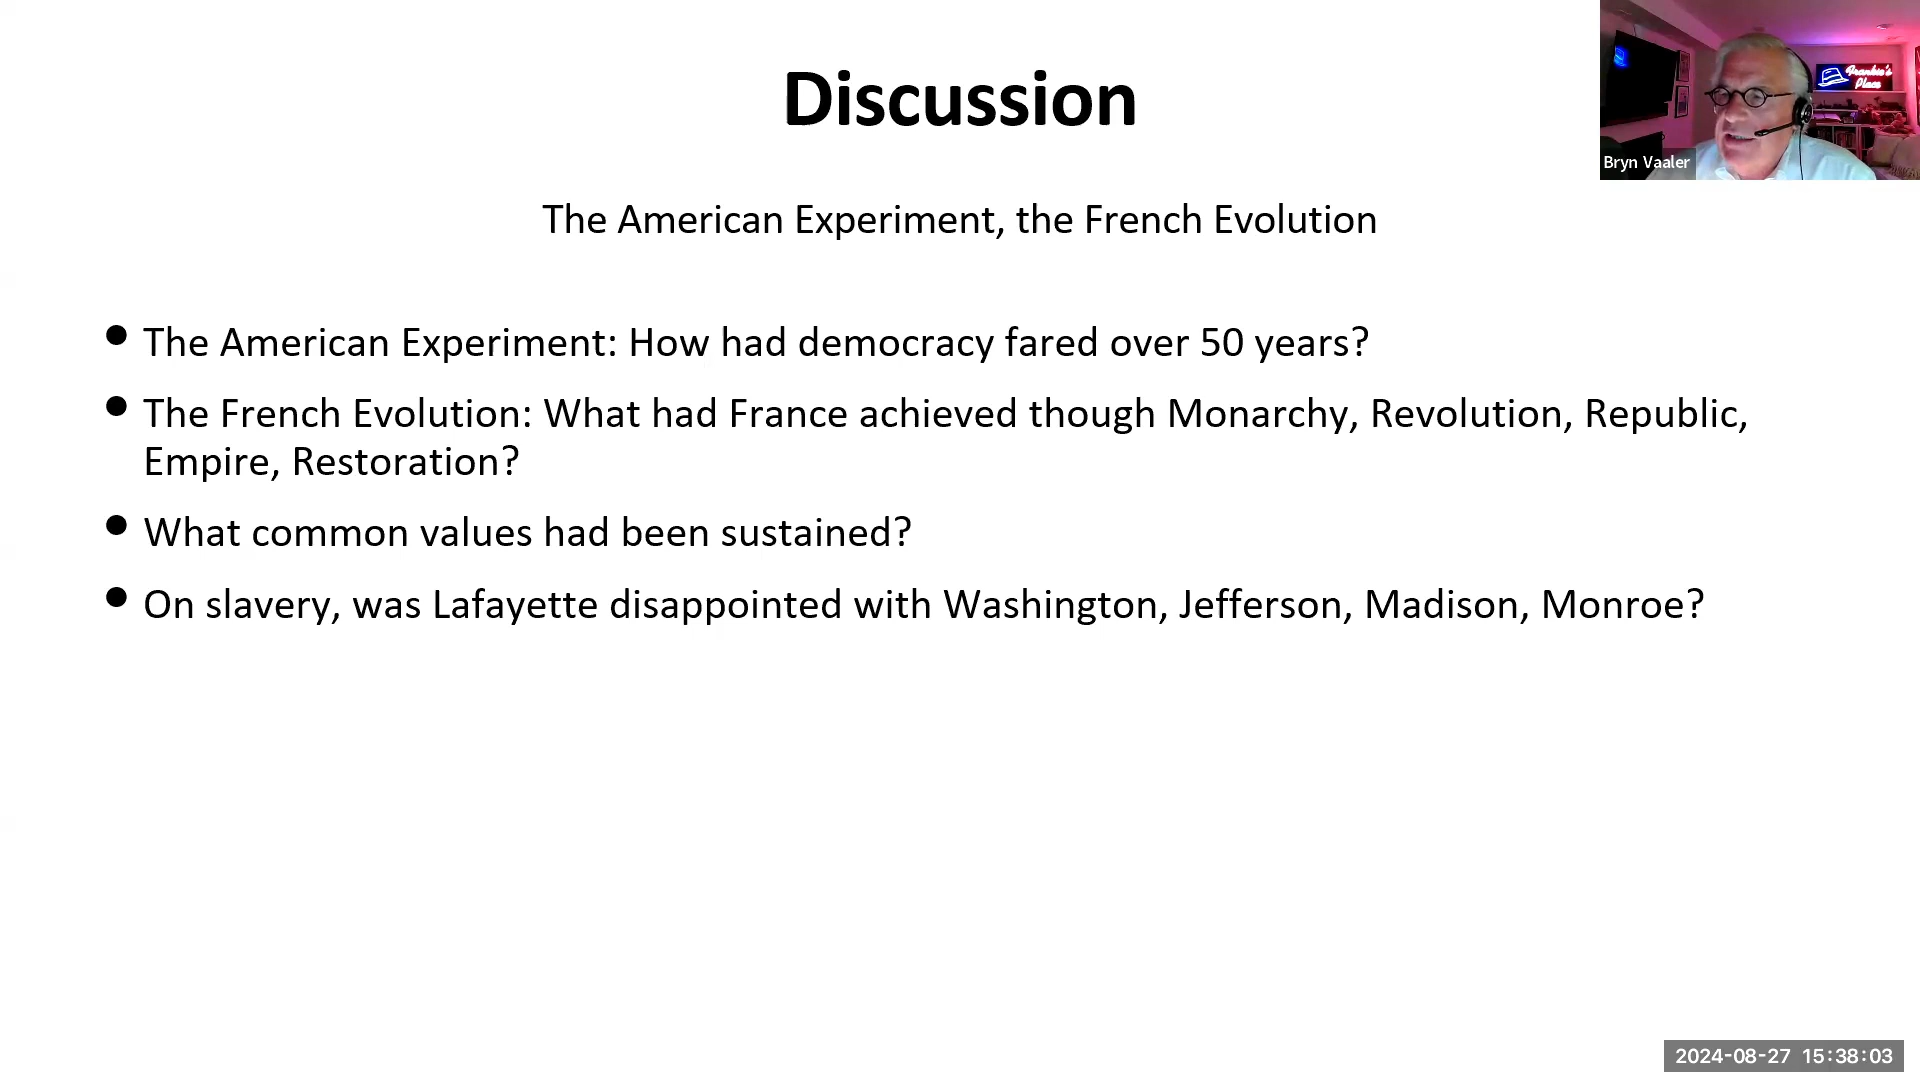 Discussion
Frankie's
Place
Bryn Vaaler
The American Experiment, the French Evolution
• The American Experiment: How had democracy fared over 50 years?
• The French Evolution: What had France achieved though Monarchy, Revolution, Republic,
Empire, Restoration?
• What common values had been sustained?
• On slavery, was Lafayette disappointed with Washington, Jefferson, Madison, Monroe?
2024-08-27 15:38:03